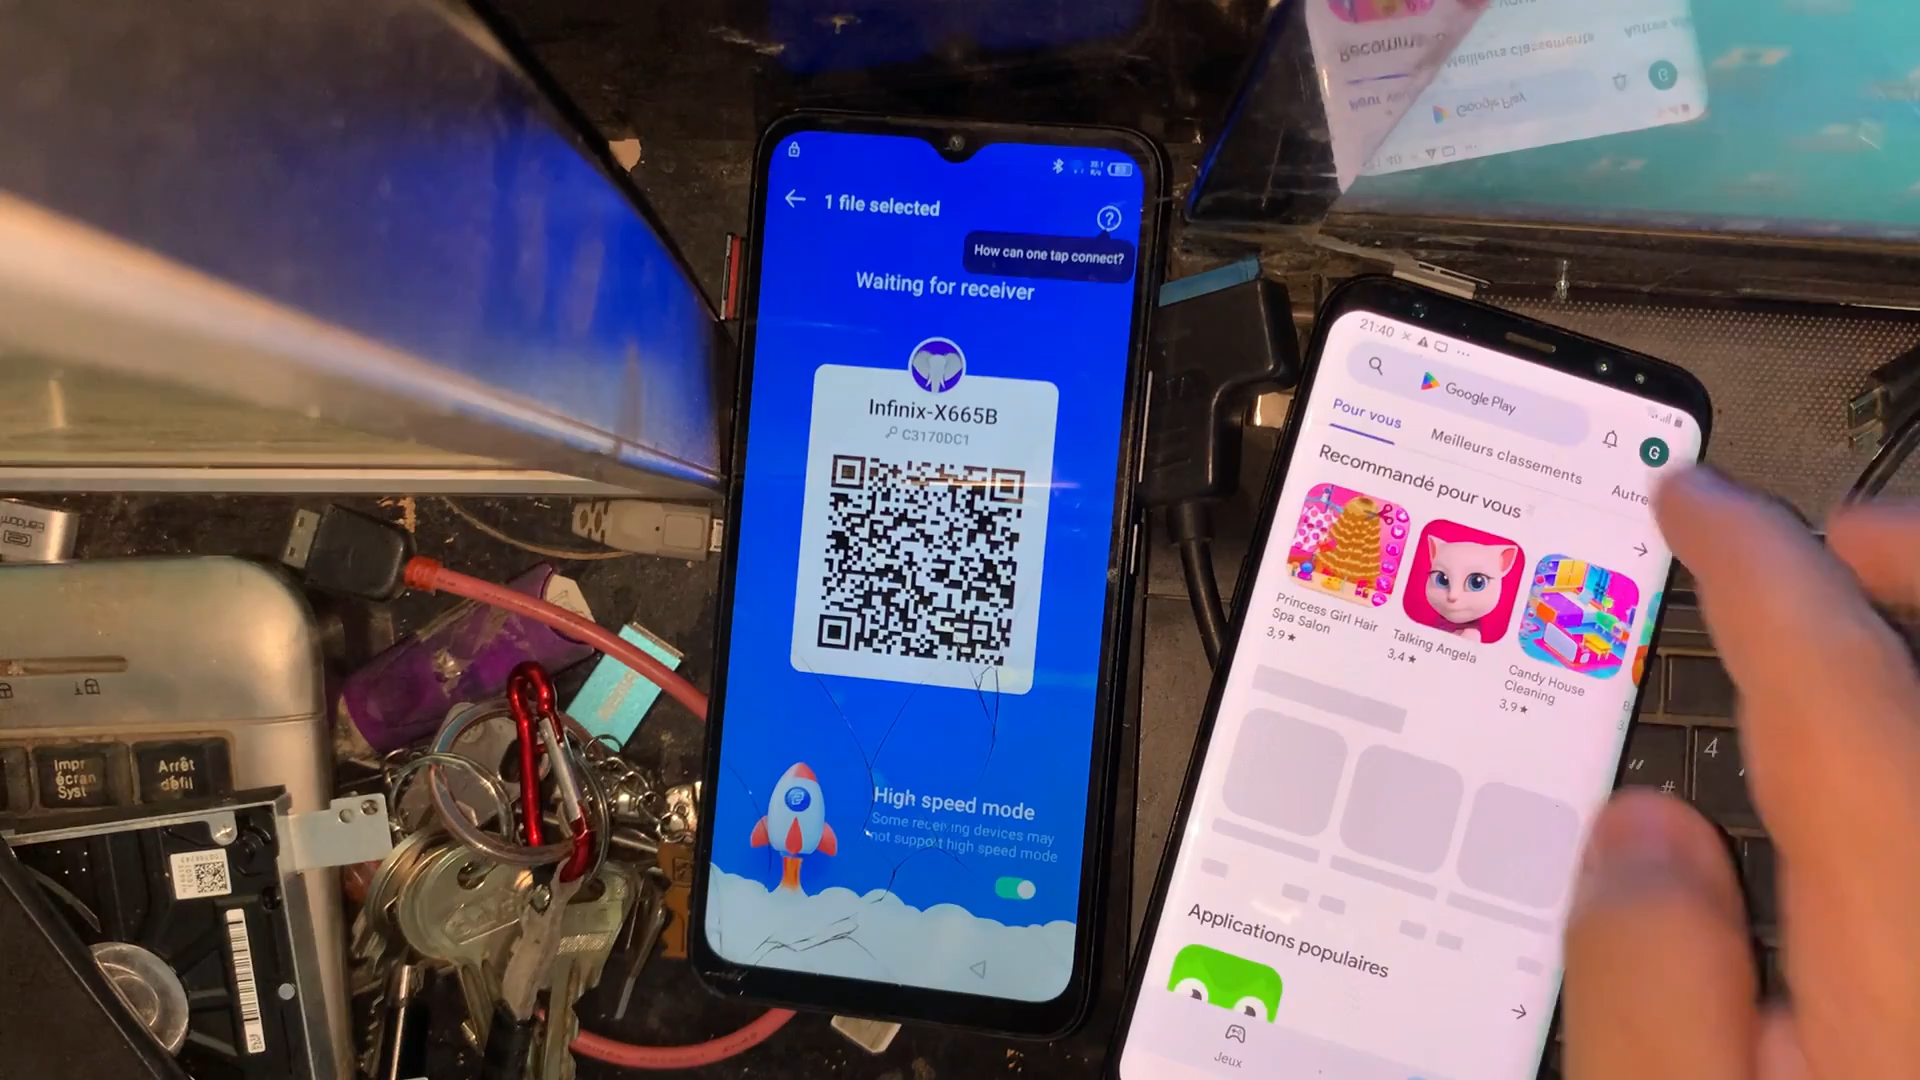 1 file selected
How can one tap connect?
Waiting for receiver
Infinix-X665B
C3170DC1
High speed mode
Some receiving devices may
not support high speed mode
21:40
Google Play
G
Pour vous
Meilleurs classements
Autre
Recommandé pour vous
Princess Girl Hair
Spa Salon
3,9★
Talking Angela
3,4★
Candy House
Cleaning
3,9★
Applications populaires
Jeux
Impr
écran
Syst
Arrêt
défil
4
#
Meilleurs classements
Google Play